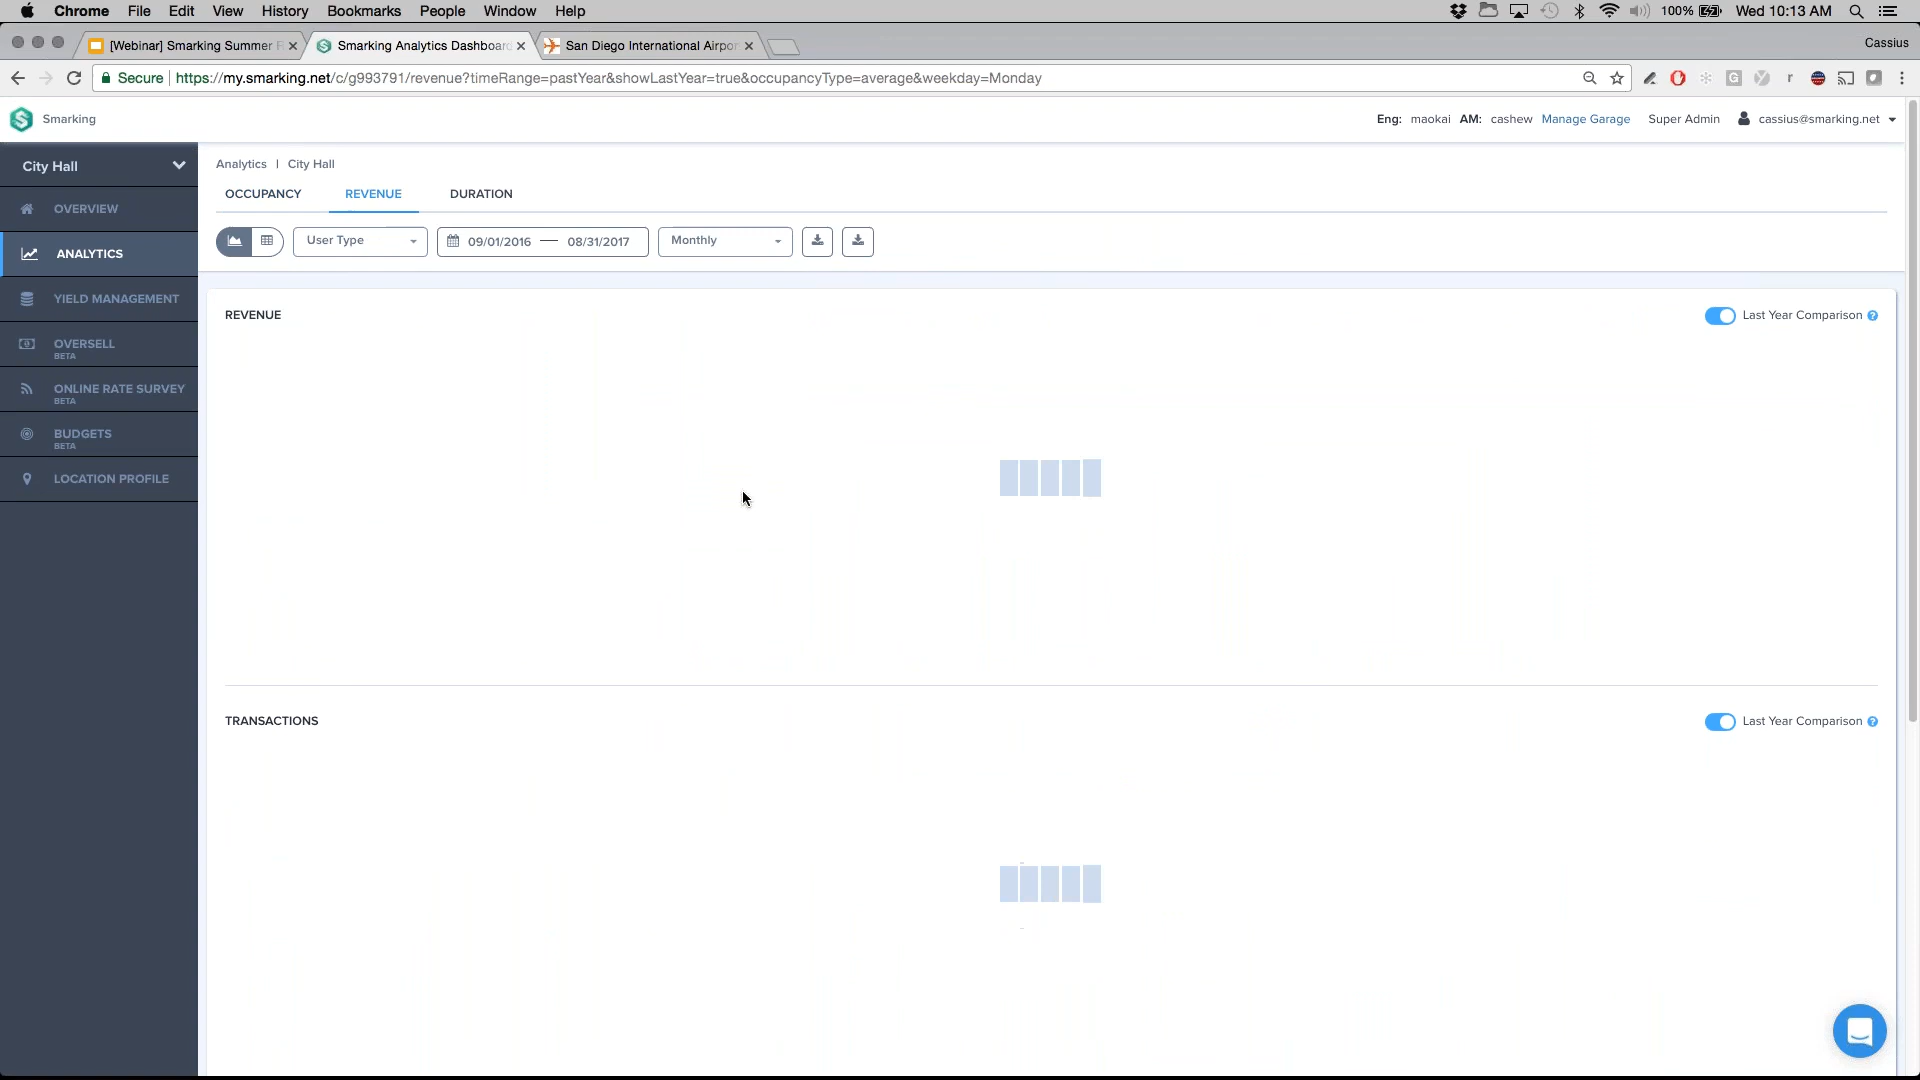 Chrome File Edit View History Bookmarks People Window Help 100% Wed 10:13 AM
[Webinar] Smarking Summer R Smarking Analytics Dashboard San Diego International Airpor Cassius
Secure https://my.smarking.net/c/g993791/revenue?timeRange=pastYear&showLastYear=true&occupancyType=average&weekday=Monday
Smarking Eng: maokai AM: cashew Manage Garage Super Admin cassius@smarking.net
City Hall
OVERVIEW
ANALYTICS
YIELD MANAGEMENT
OVERSELL
BETA
ONLINE RATE SURVEY
BETA
BUDGETS
BETA
LOCATION PROFILE
Analytics | City Hall
OCCUPANCY REVENUE DURATION
User Type 09/01/2016 — 08/31/2017 Monthly
REVENUE Last Year Comparison ?
TRANSACTIONS Last Year Comparison ?